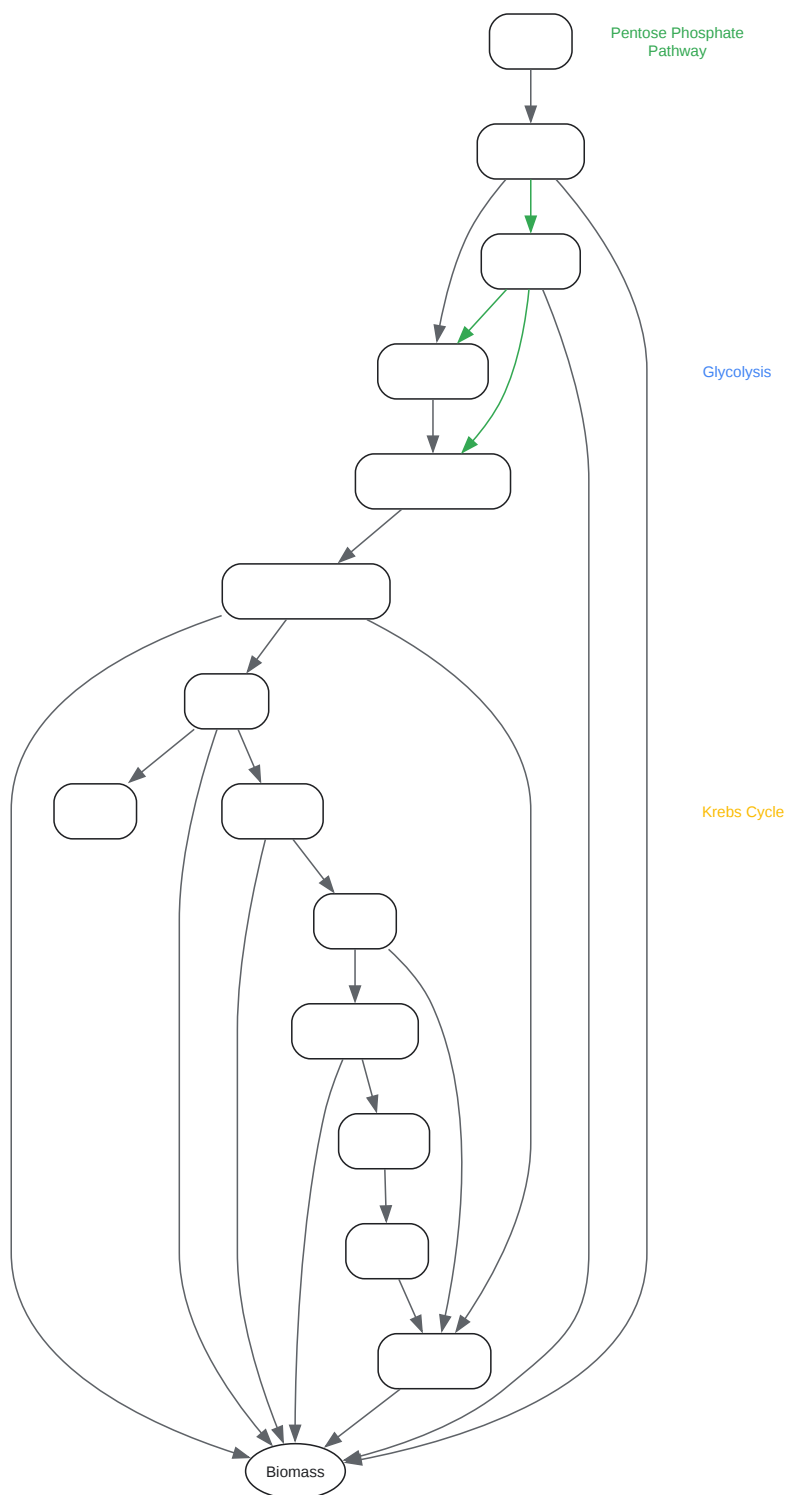 Pentose Phosphate
Pathway
Glycolysis
Krebs Cycle
Biomass